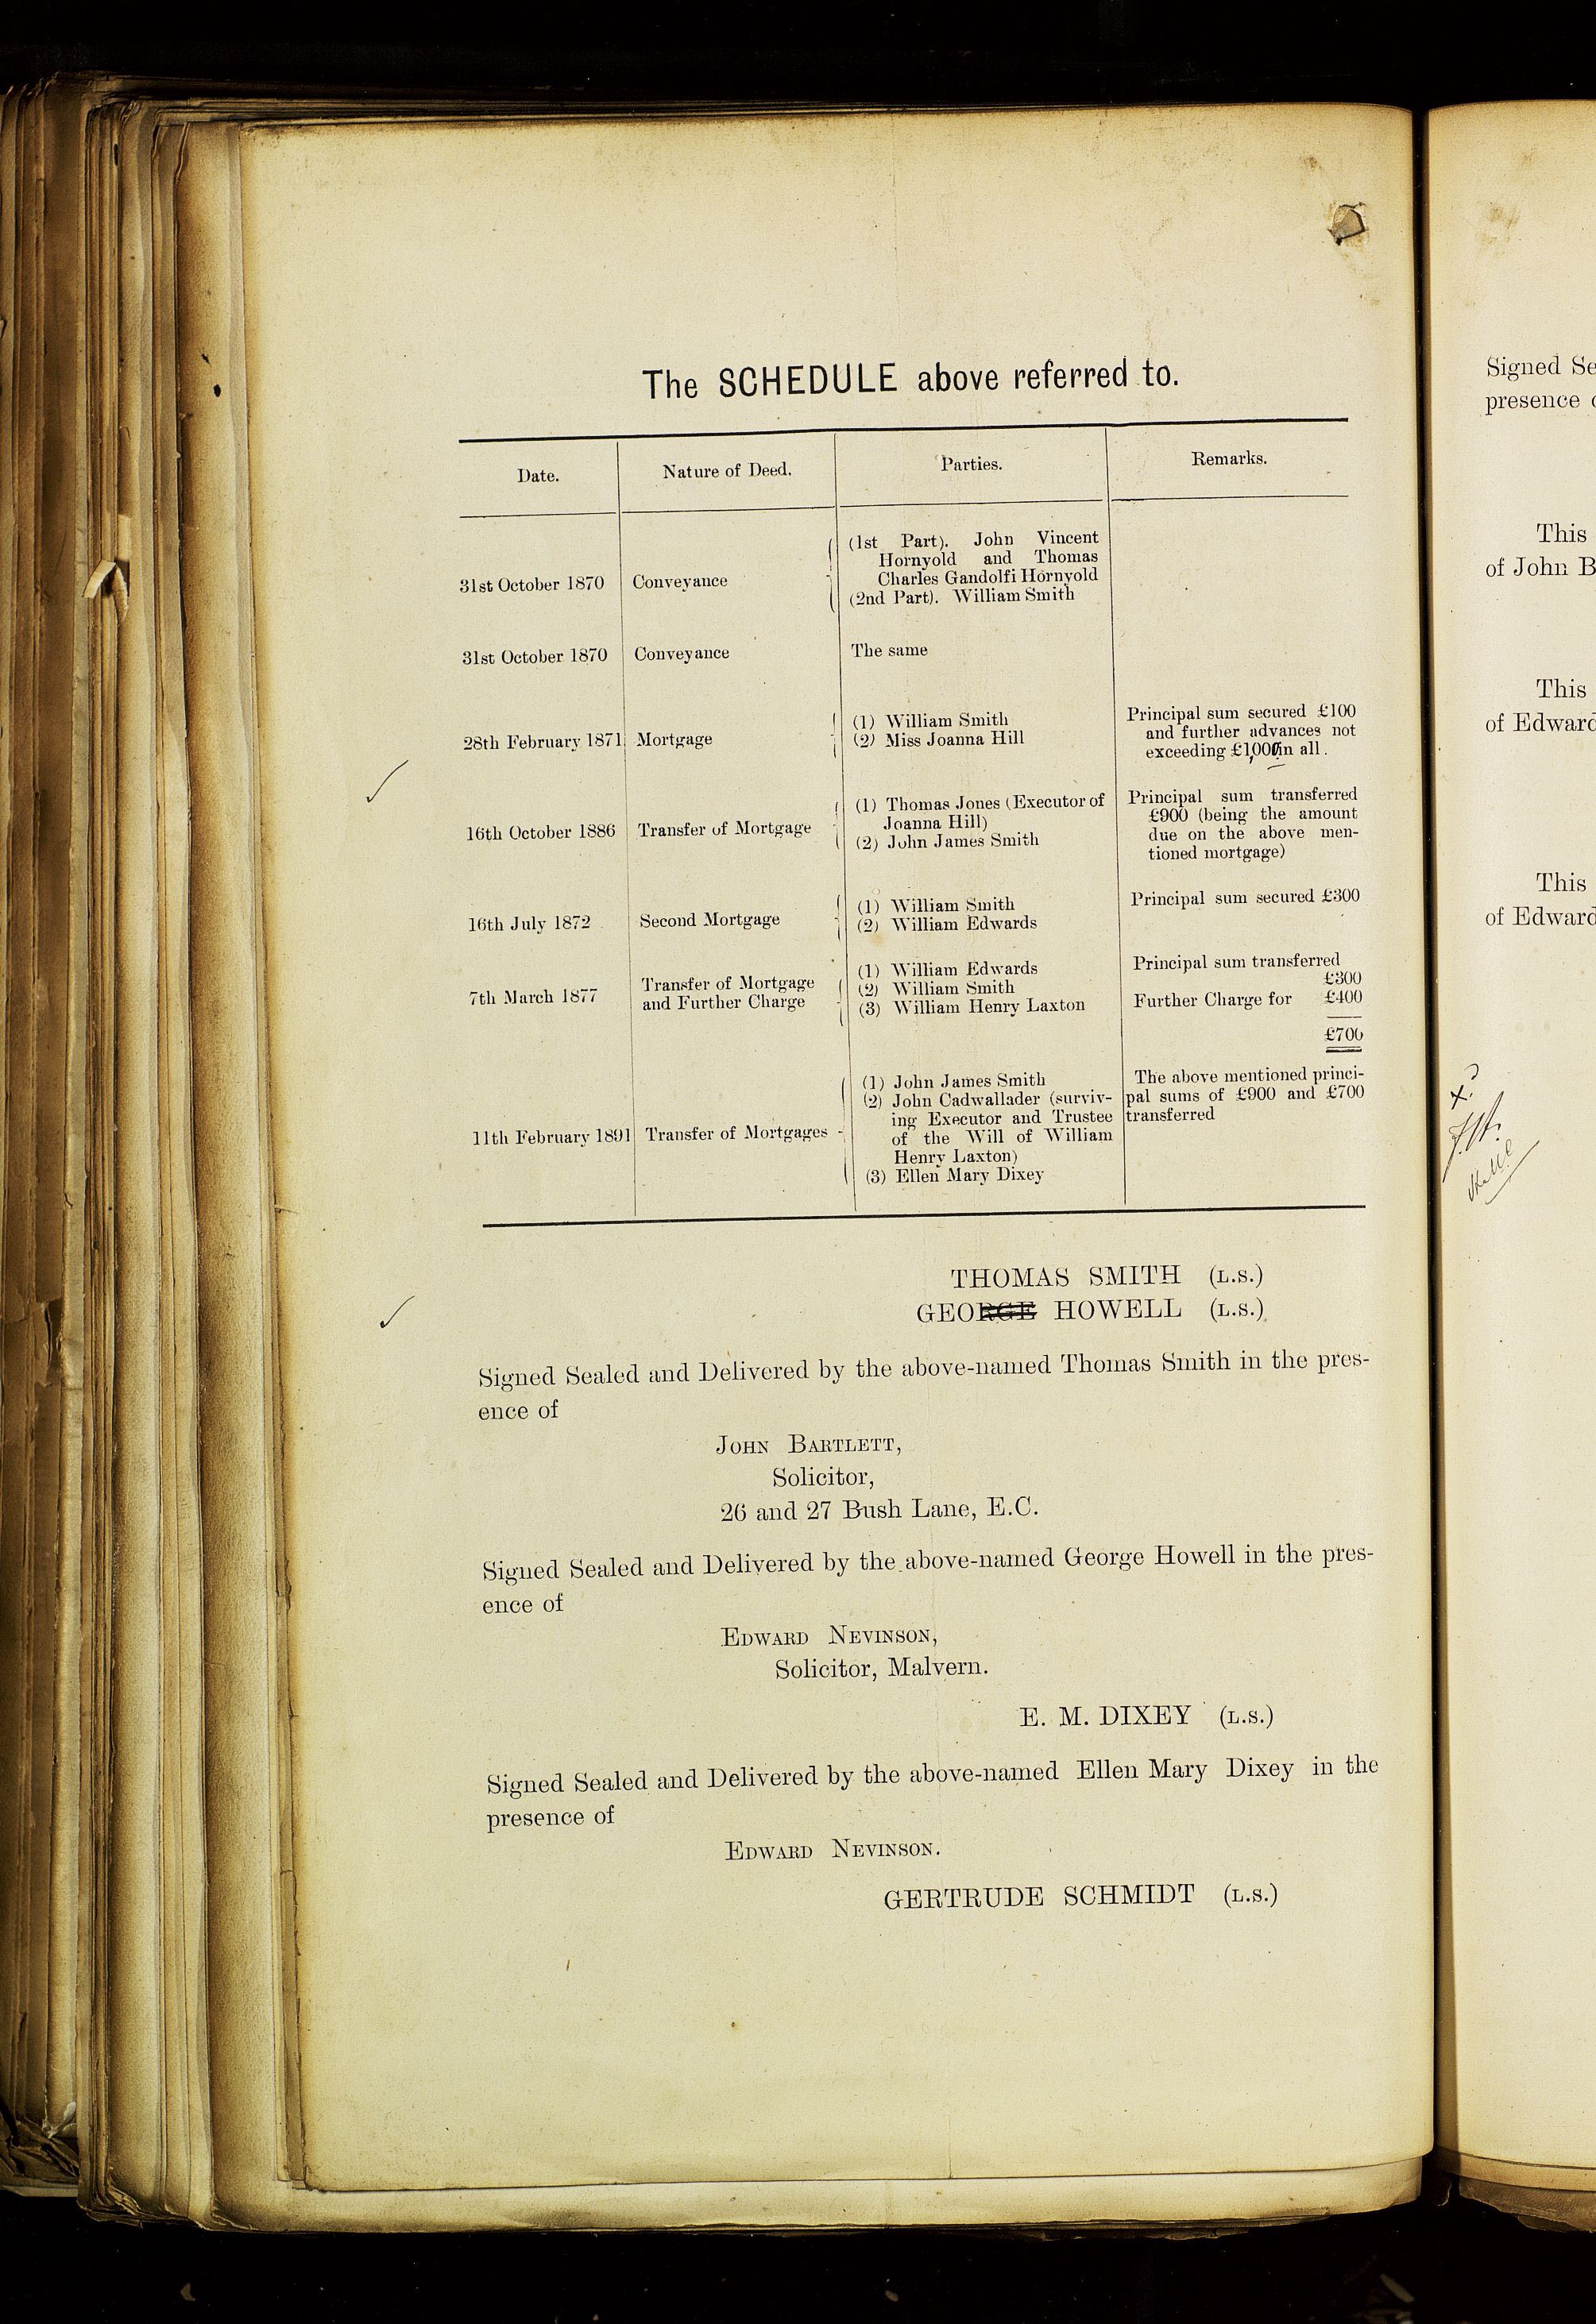 The SCHEDULE above referred to.
Date. Nature of Deed. Parties. Remarks.
31st October 1870 Conveyance
(1st Part). John Vincent
Hornyold and Thomas
Charles Gandolfi Hornyold
(2nd Part). William Smith
31st October 1870 Conveyance The same
28th February 1871 Mortgage
(1) William Smith
(2) Miss Joanna Hill
Principal sum secured £100
and further advances not
exceeding £1,000 in all.
16th October 1886 Transfer of Mortgage
(1) Thomas Jones (Executor of
Joanna Hill)
(2) John James Smith
Principal sum transferred
£900 (being the amount
due on the above men-
tioned mortgage)
16th July 1872 Second Mortgage
(1) William Smith
(2) William Edwards
Principal sum secured £300
7th March 1877
Transfer of Mortgage
and Further Charge
(1) William Edwards
(2) William Smith
(3) William Henry Laxton
Principal sum transferred
£300
Further Charge for £400
£700
11th February 1891 Transfer of Mortgages
(1) John James Smith
(2) John Cadwallader (surviv-
ing Executor and Trustee
of the Will of William
Henry Laxton)
(3) Ellen Mary Dixey
The above mentioned princi-
pal sums of £900 and £700
transferred
THOMAS SMITH (L.S.)
GEORGE HOWELL (L.S.)
Signed Sealed and Delivered by the above-named Thomas Smith in the pres-
ence of
JOHN BARTLETT,
Solicitor,
26 and 27 Bush Lane, E.C.
Signed Sealed and Delivered by the above-named George Howell in the pres-
ence of
EDWARD NEVINSON,
Solicitor, Malvern.
E. M. DIXEY (L.S.)
Signed Sealed and Delivered by the above-named Ellen Mary Dixey in the
presence of
EDWARD NEVINSON.
GERTRUDE SCHMIDT (L.S.)
Signed Se
presence
This
of John B
This
of Edward
This
of Edward